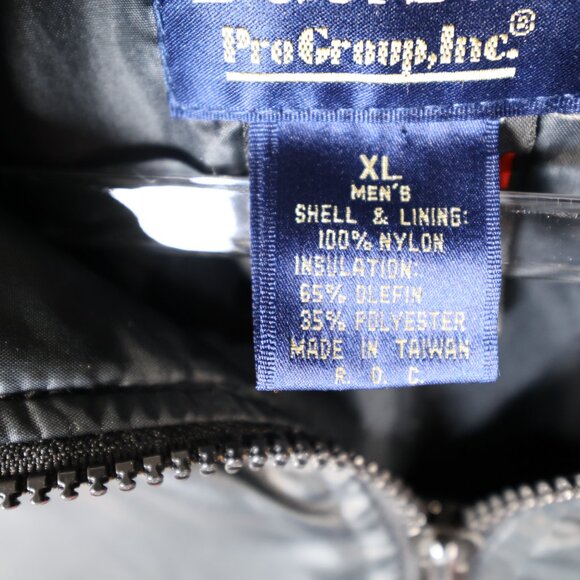 ProGroup,Inc.®
XL
MEN'S
SHELL & LINING:
100% NYLON
INSULATION:
65% OLEFIN
35% POLYESTER
MADE IN TAIWAN
R. O. C.